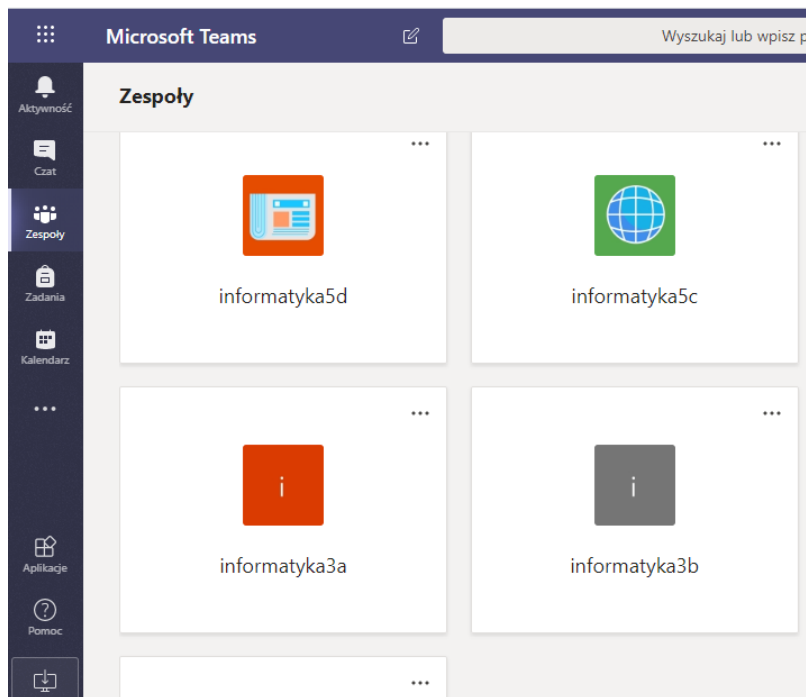 Microsoft Teams
Wyszukaj lub wpisz p
Aktywność
Zespoły
Czat
Zespoły
informatyka5d
informatyka5c
Zadania
Kalendarz
i
i
informatyka3a
informatyka3b
Aplikacje
Pomoc